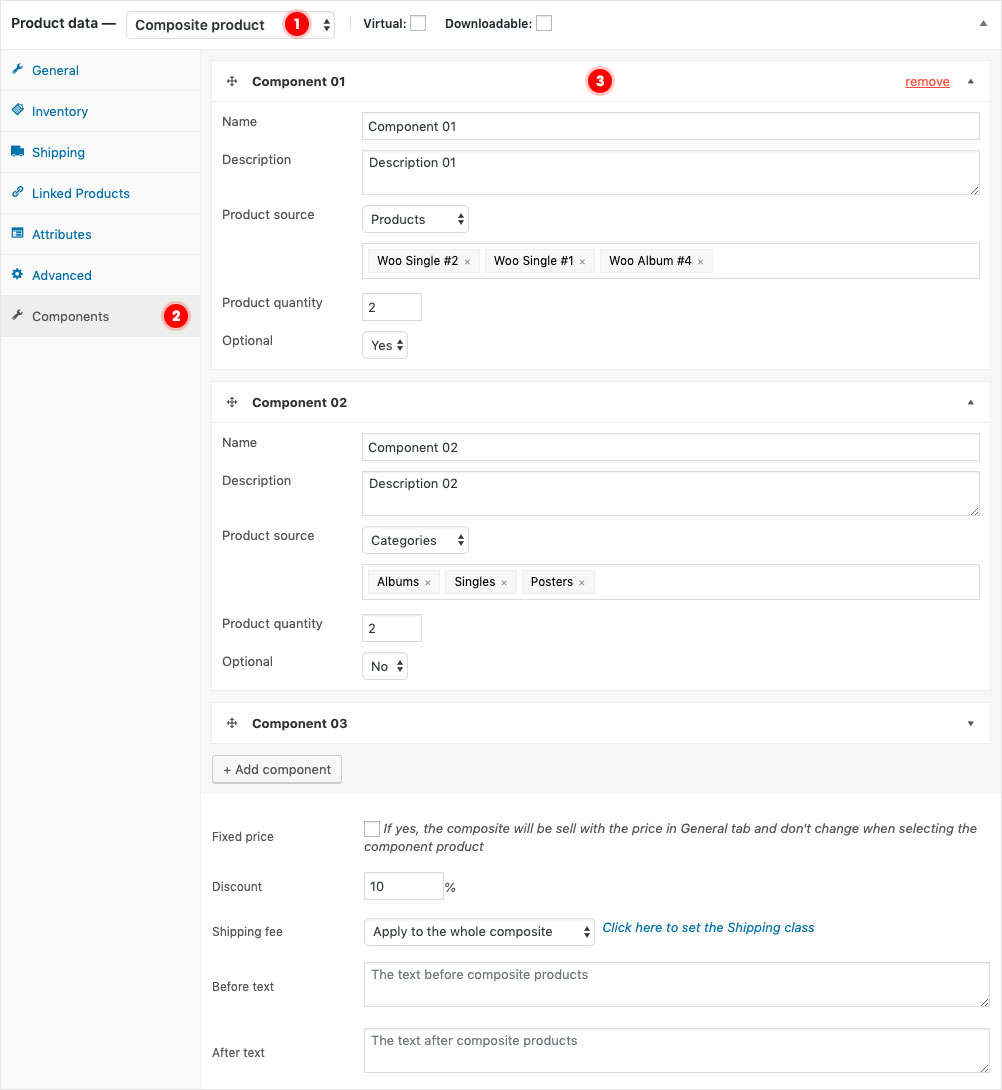 Product data — Composite product 1 Virtual: Downloadable:
General
Inventory
Shipping
Linked Products
Attributes
Advanced
Components 2
Component 01 3 remove
Name Component 01
Description Description 01
Product source Products
Woo Single #2 × Woo Single #1 × Woo Album #4 ×
Product quantity 2
Optional Yes
Component 02
Name Component 02
Description Description 02
Product source Categories
Albums × Singles × Posters ×
Product quantity 2
Optional No
Component 03
+ Add component
Fixed price If yes, the composite will be sell with the price in General tab and don't change when selecting the
component product
Discount 10 %
Shipping fee Apply to the whole composite Click here to set the Shipping class
Before text The text before composite products
After text The text after composite products